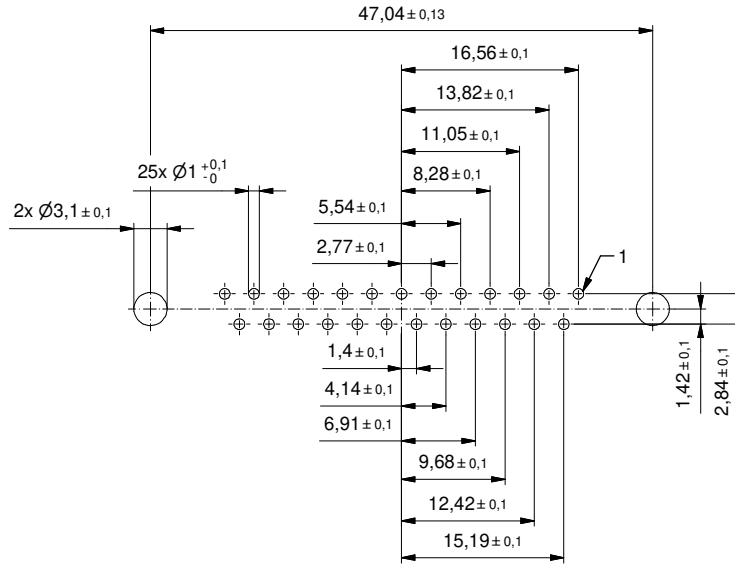 47,04 ± 0,13
16,56 ± 0,1
13,82 ± 0,1
11,05 ± 0,1
25x Ø1 +0,1 -0
8,28 ± 0,1
2x Ø3,1 ± 0,1
5,54 ± 0,1
2,77 ± 0,1
1
1,4 ± 0,1
4,14 ± 0,1
6,91 ± 0,1
9,68 ± 0,1
12,42 ± 0,1
15,19 ± 0,1
1,42 ± 0,1
2,84 ± 0,1